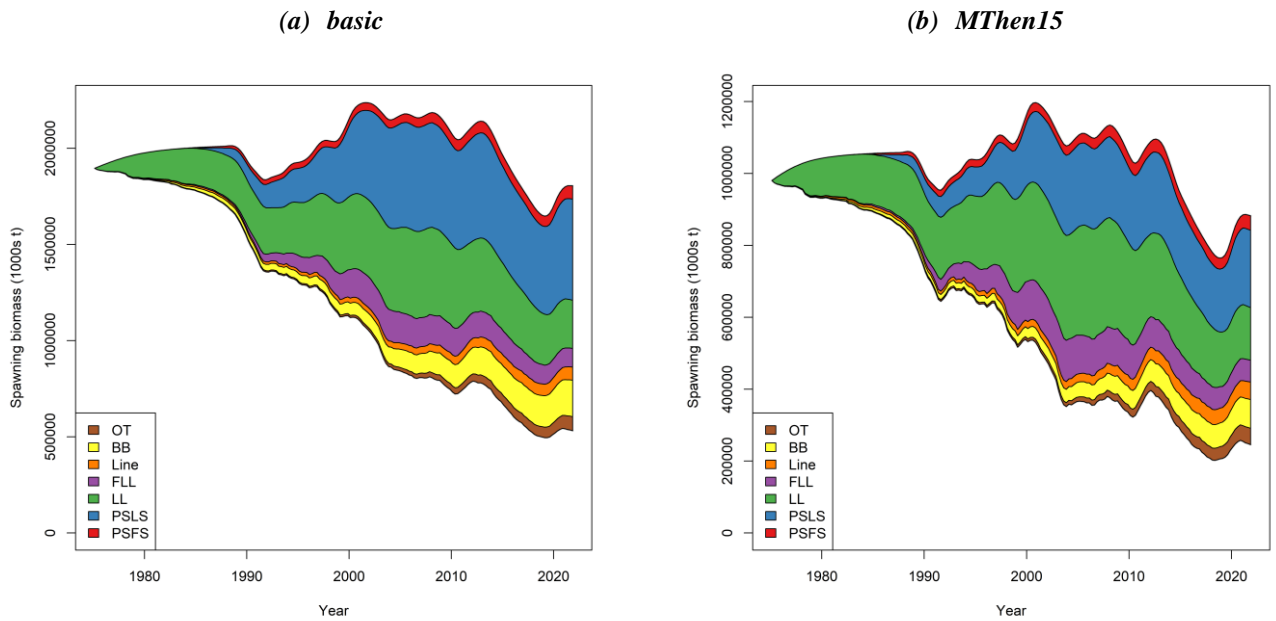 (a) basic
(b) MThen15
Spawning biomass (1000s t)
2000000
1500000
1000000
500000
0
OT
BB
Line
FLL
LL
PSLS
PSFS
1980
1990
2000
2010
2020
Year
Spawning biomass (1000s t)
1200000
1000000
800000
600000
400000
200000
0
OT
BB
Line
FLL
LL
PSLS
PSFS
1980
1990
2000
2010
2020
Year